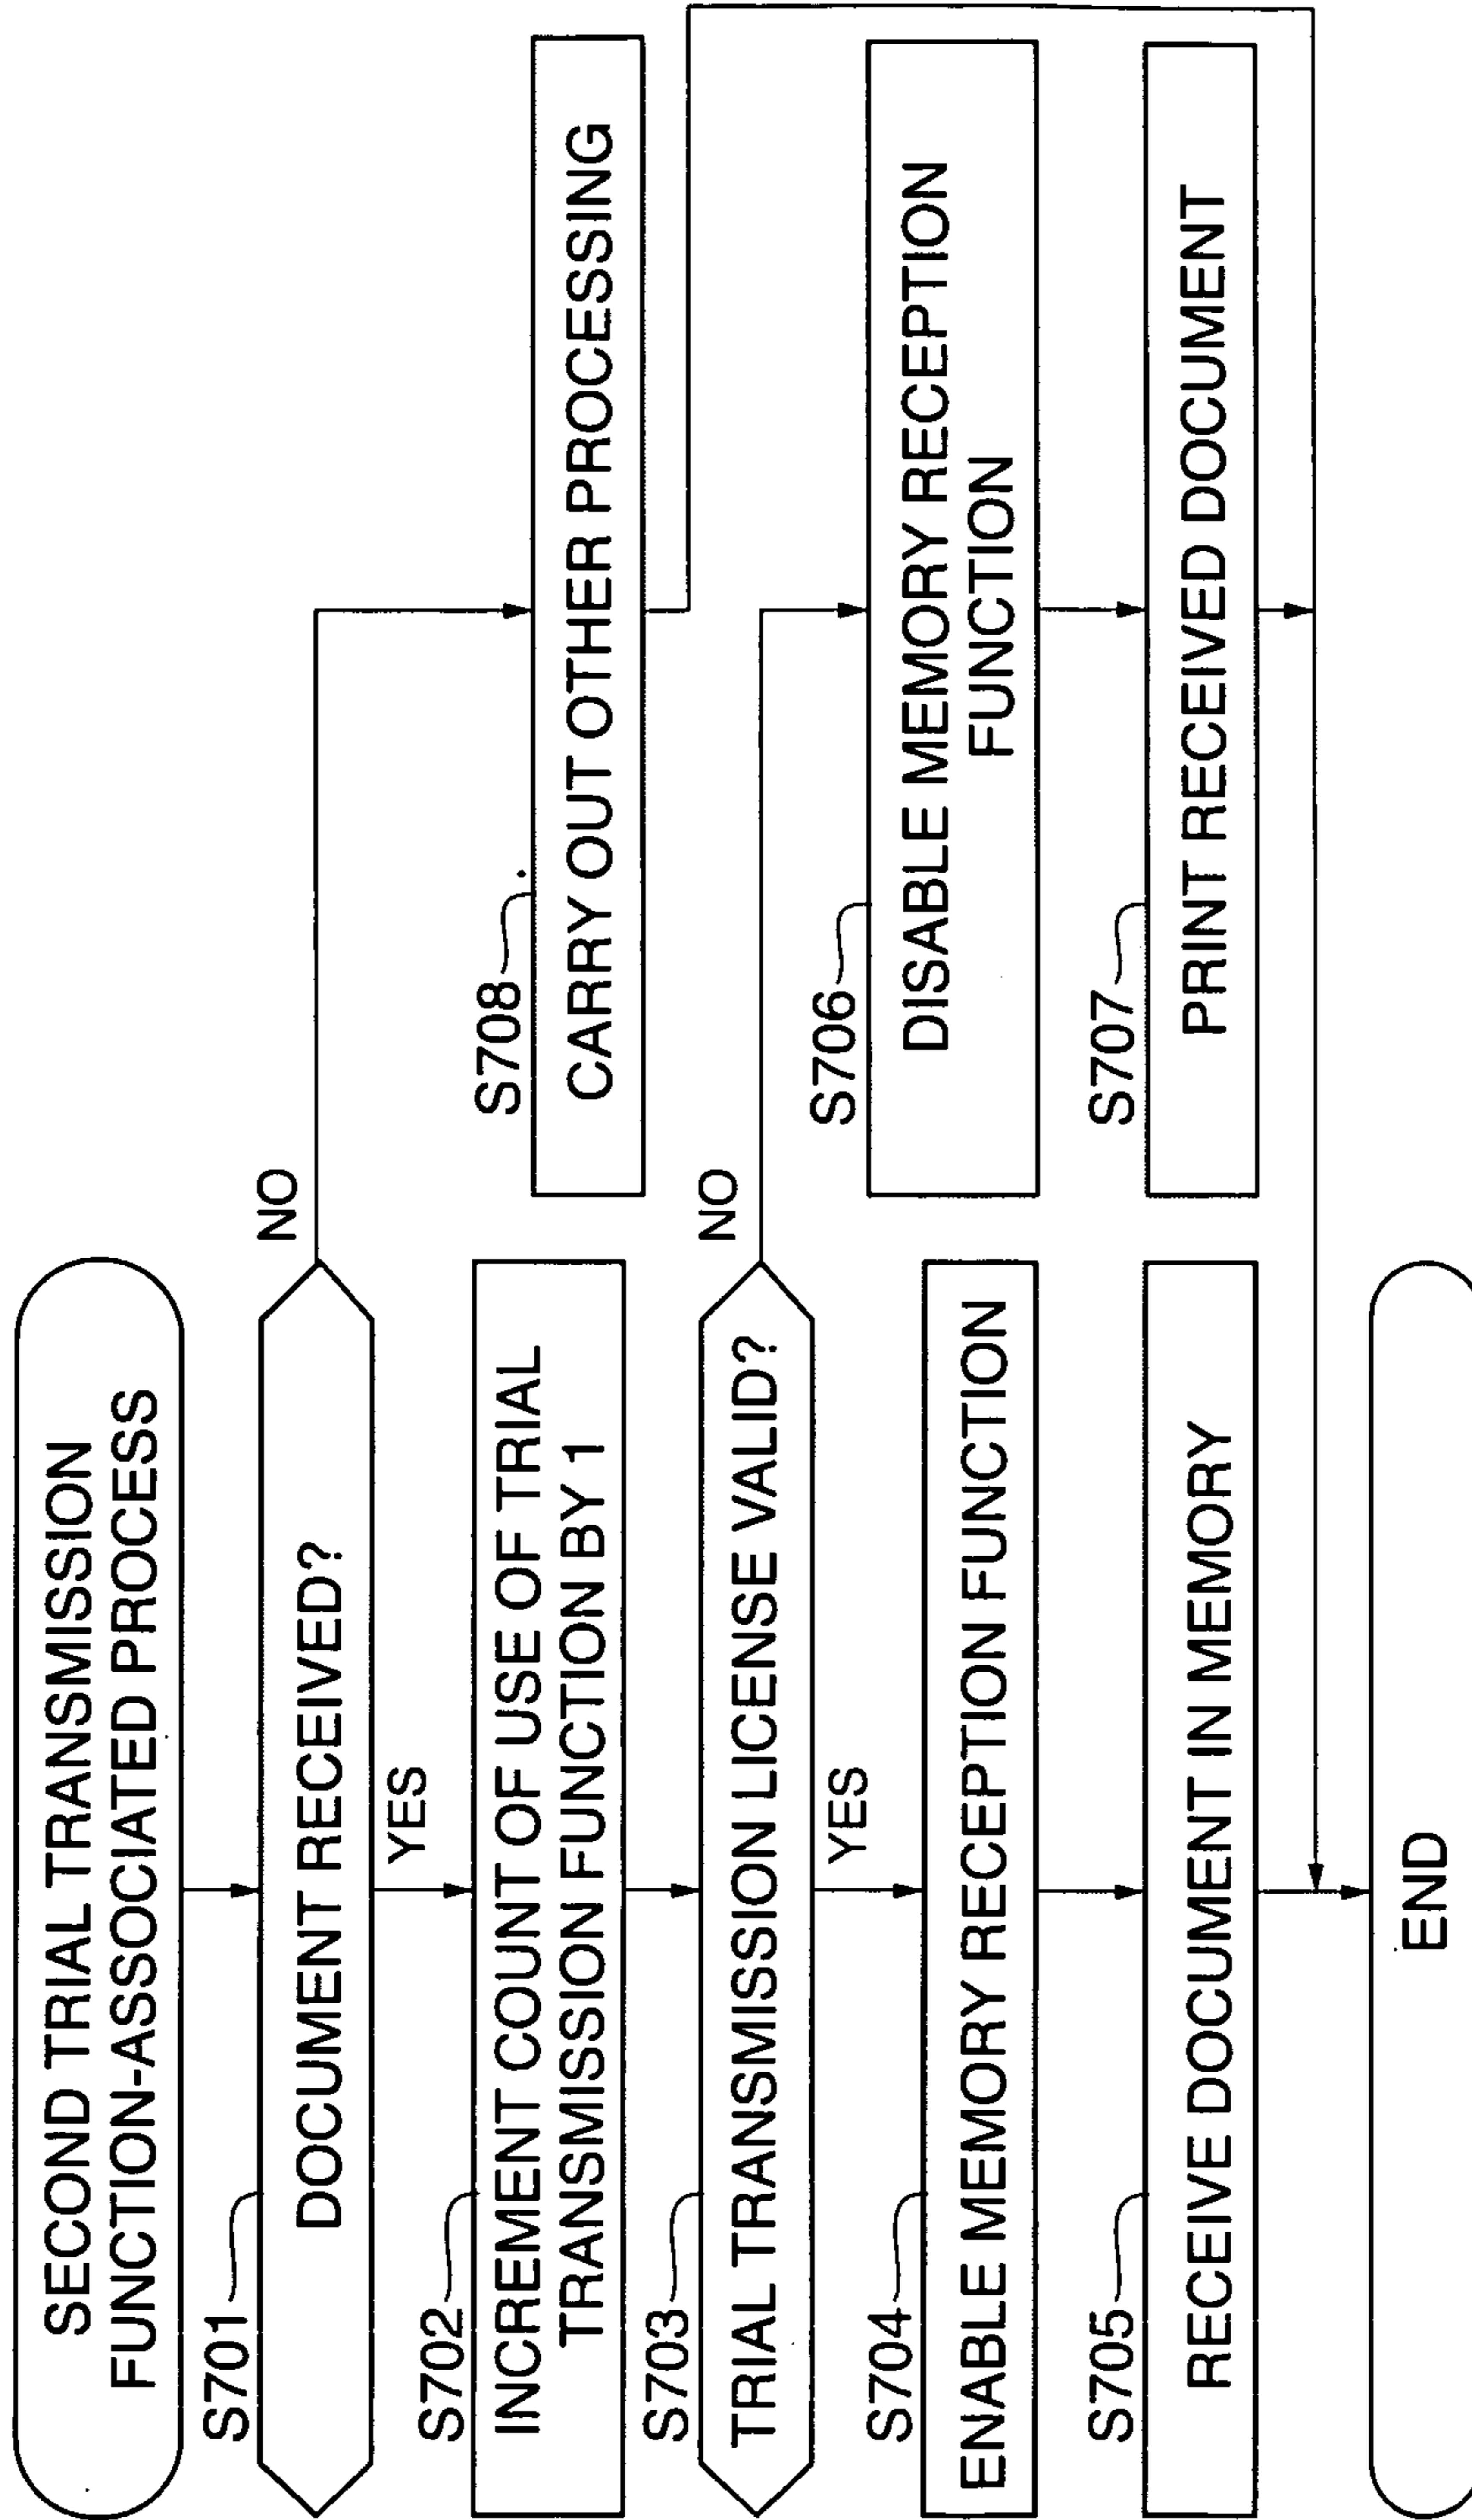 SECOND TRIAL TRANSMISSION
FUNCTION-ASSOCIATED PROCESS
S701
DOCUMENT RECEIVED?
NO
YES
S702
INCREMENT COUNT OF USE OF TRIAL
TRANSMISSION FUNCTION BY 1
S708
CARRY OUT OTHER PROCESSING
S703
TRIAL TRANSMISSION LICENSE VALID?
NO
YES
S704
ENABLE MEMORY RECEPTION FUNCTION
S706
DISABLE MEMORY RECEPTION
FUNCTION
S705
RECEIVE DOCUMENT IN MEMORY
S707
PRINT RECEIVED DOCUMENT
END